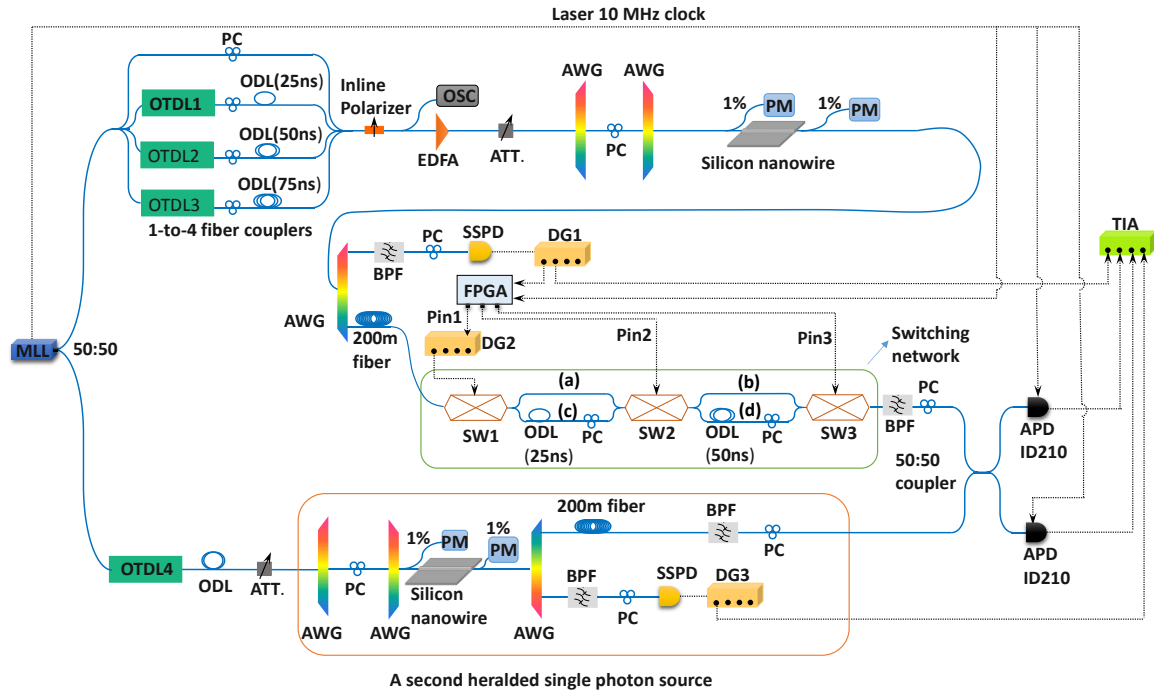 Laser 10 MHz clock
PC
AWG
AWG
ODL(25ns)
Inline
Polarizer
OSC
1%
PM
1%
PM
OTDL1
ODL(50ns)
OTDL2
EDFA
ATT.
PC
Silicon nanowire
ODL(75ns)
OTDL3
1-to-4 fiber couplers
TIA
PC
SSPD
DG1
BPF
FPGA
AWG
Pin1
Pin2
Pin3
200m
fiber
DG2
Switching
network
MLL
50:50
(a)
(b)
PC
(c)
(d)
SW1
ODL
(25ns)
PC
SW2
ODL
(50ns)
PC
SW3
BPF
APD
ID210
50:50
coupler
200m fiber
BPF
1%
PM
1%
PM
PC
APD
ID210
OTDL4
ODL
ATT.
PC
Silicon
nanowire
BPF
SSPD
DG3
PC
AWG
AWG
AWG
A second heralded single photon source